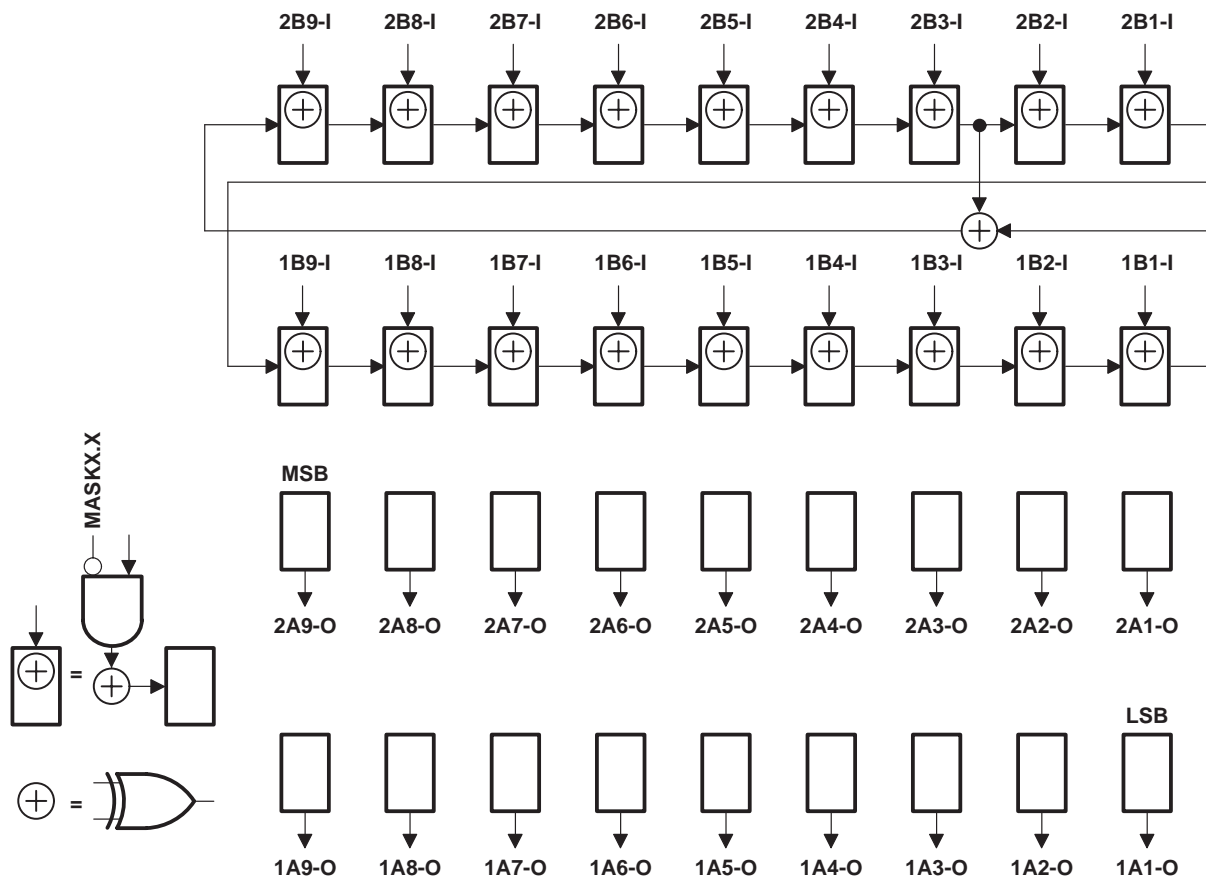 2B9-I 2B8-I 2B7-I 2B6-I 2B5-I 2B4-I 2B3-I 2B2-I 2B1-I
1B9-I 1B8-I 1B7-I 1B6-I 1B5-I 1B4-I 1B3-I 1B2-I 1B1-I
MASKX.X
MSB
2A9-O 2A8-O 2A7-O 2A6-O 2A5-O 2A4-O 2A3-O 2A2-O 2A1-O
=
LSB
=
1A9-O 1A8-O 1A7-O 1A6-O 1A5-O 1A4-O 1A3-O 1A2-O 1A1-O